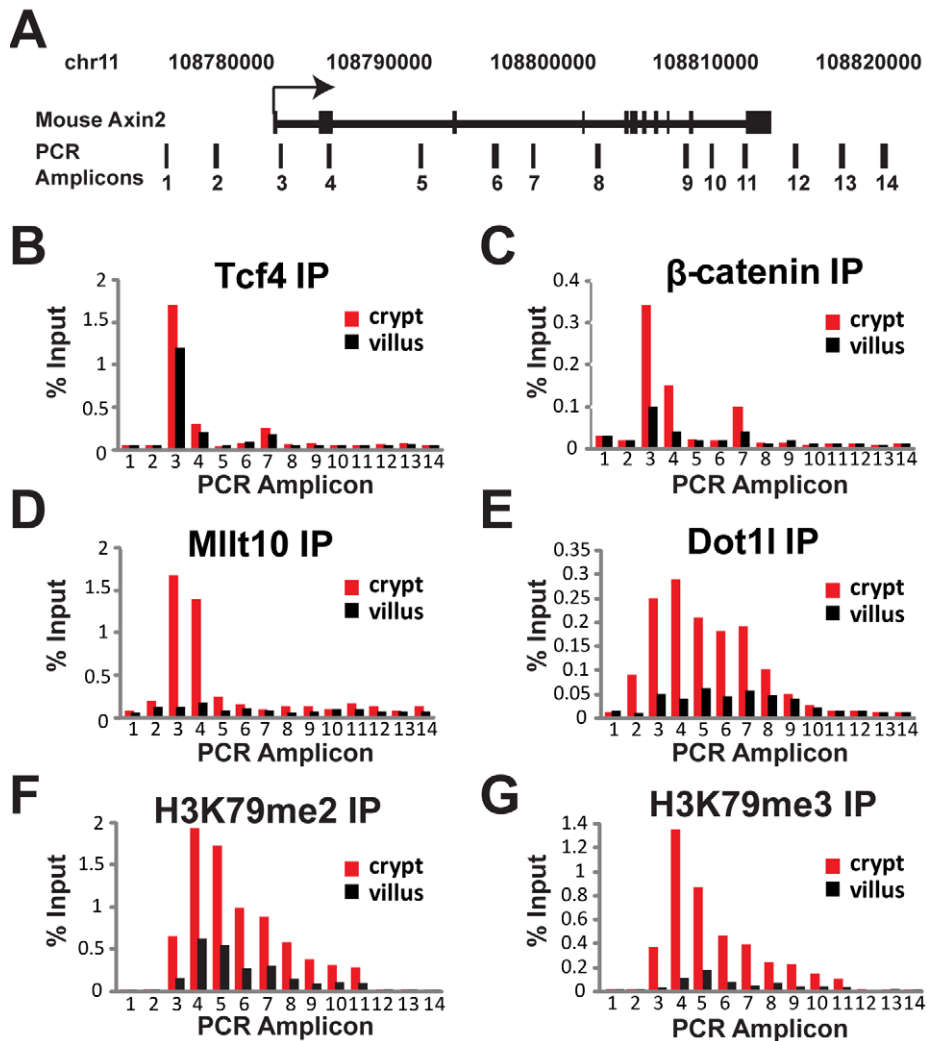 A
chr11 108780000 108790000 108800000 108810000 108820000
Mouse Axin2
PCR
Amplicons 1 2 3 4 5 6 7 8 9 10 11 12 13 14
B
Tcf4 IP
% Input
2
1.5
1
0.5
0
crypt
villus
1 2 3 4 5 6 7 8 9 10 11 12 13 14
PCR Amplicon
C
β-catenin IP
% Input
0.4
0.3
0.2
0.1
0
crypt
villus
1 2 3 4 5 6 7 8 9 10 11 12 13 14
PCR Amplicon
D
Mllt10 IP
% Input
2
1.5
1
0.5
0
crypt
villus
1 2 3 4 5 6 7 8 9 10 11 12 13 14
PCR Amplicon
E
Dot1l IP
% Input
0.35
0.3
0.25
0.2
0.15
0.1
0.05
0
crypt
villus
1 2 3 4 5 6 7 8 9 10 11 12 13 14
PCR Amplicon
F
H3K79me2 IP
% Input
2
1.5
1
0.5
0
crypt
villus
1 2 3 4 5 6 7 8 9 10 11 12 13 14
PCR Amplicon
G
H3K79me3 IP
% Input
1.4
1.2
1
0.8
0.6
0.4
0.2
0
crypt
villus
1 2 3 4 5 6 7 8 9 10 11 12 13 14
PCR Amplicon